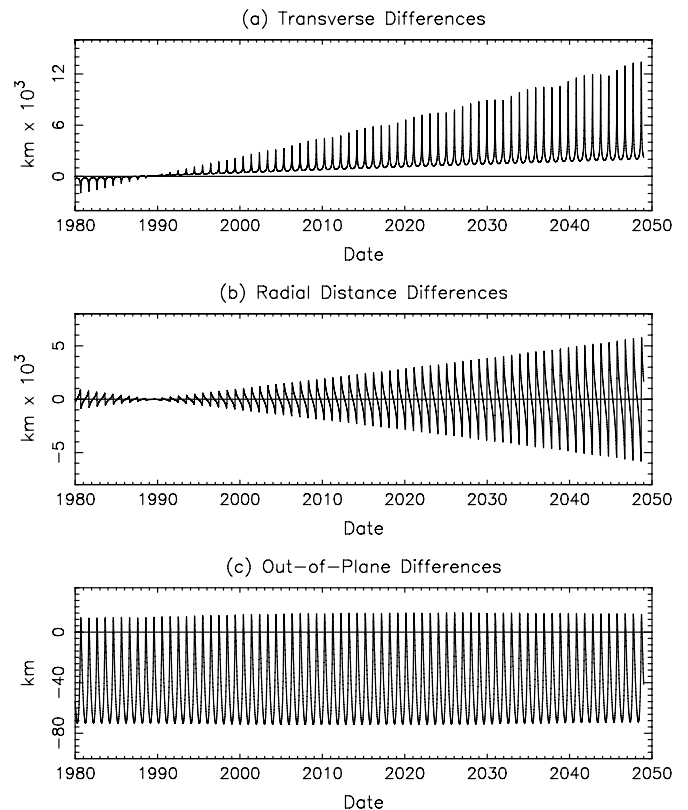 (a) Transverse Differences
12
6
0
km x 10³
1980 1990 2000 2010 2020 2030 2040 2050
Date
(b) Radial Distance Differences
5
0
−5
km x 10³
1980 1990 2000 2010 2020 2030 2040 2050
Date
(c) Out−of−Plane Differences
0
−40
−80
km
1980 1990 2000 2010 2020 2030 2040 2050
Date